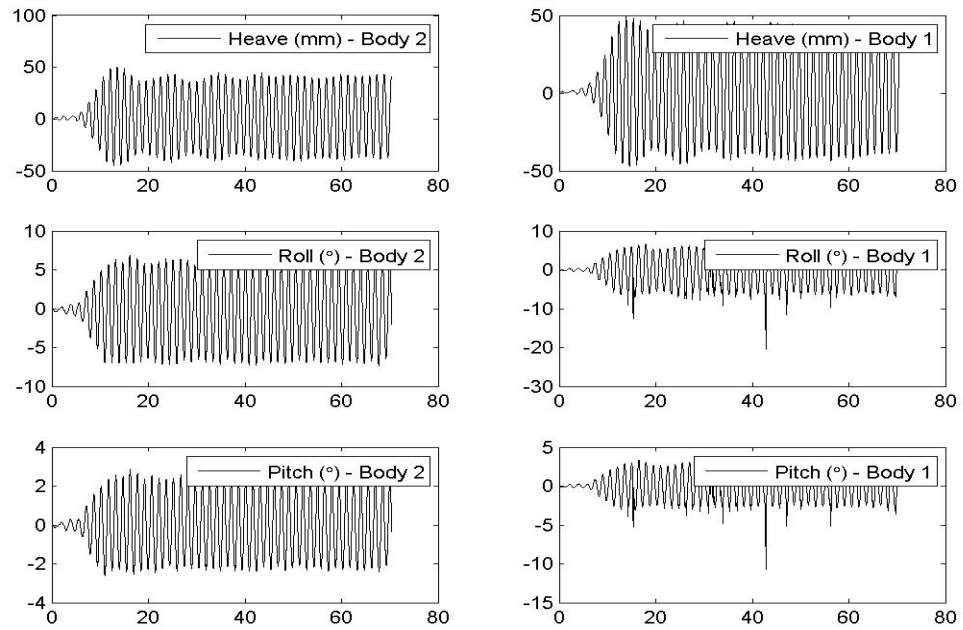 100
Heave (mm) - Body 2
50
0
-50
0 20 40 60 80
50
Heave (mm) - Body 1
0
-50
0 20 40 60 80
10
Roll (°) - Body 2
5
0
-5
-10
0 20 40 60 80
10
Roll (°) - Body 1
0
-10
-20
-30
0 20 40 60 80
4
Pitch (°) - Body 2
2
0
-2
-4
0 20 40 60 80
5
Pitch (°) - Body 1
0
-5
-10
-15
0 20 40 60 80